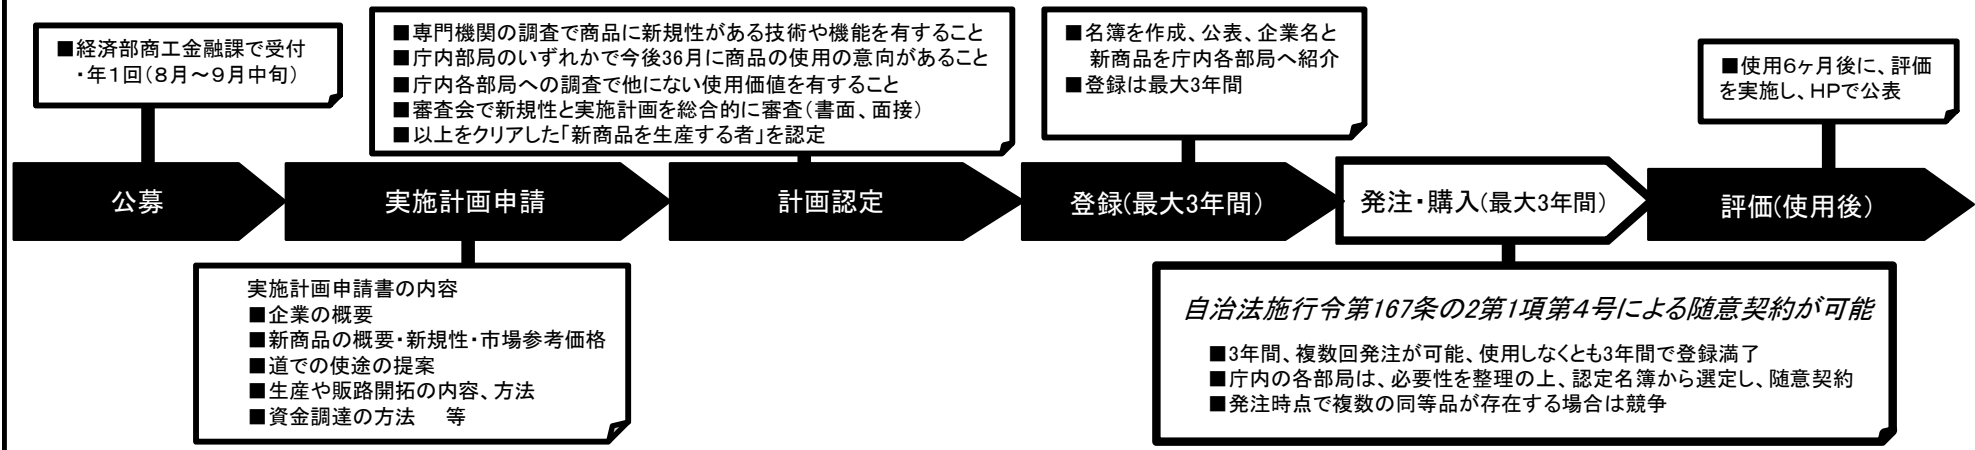 ■経済部商工金融課で受付
・年1回(8月～9月中旬)
■専門機関の調査で商品に新規性がある技術や機能を有すること
■庁内部局のいずれかで今後36月に商品の使用の意向があること
■庁内各部局への調査で他にない使用価値を有すること
■審査会で新規性と実施計画を総合的に審査(書面、面接)
■以上をクリアした「新商品を生産する者」を認定
■名簿を作成、公表、企業名と
新商品を庁内各部局へ紹介
■登録は最大3年間
■使用6ヶ月後に、評価
を実施し、HPで公表
公募
実施計画申請
計画認定
登録(最大3年間)
発注・購入(最大3年間)
評価(使用後)
実施計画申請書の内容
■企業の概要
■新商品の概要・新規性・市場参考価格
■道での使途の提案
■生産や販路開拓の内容、方法
■資金調達の方法　等
自治法施行令第167条の2第1項第4号による随意契約が可能
■3年間、複数回発注が可能、使用しなくとも3年間で登録満了
■庁内の各部局は、必要性を整理の上、認定名簿から選定し、随意契約
■発注時点で複数の同等品が存在する場合は競争